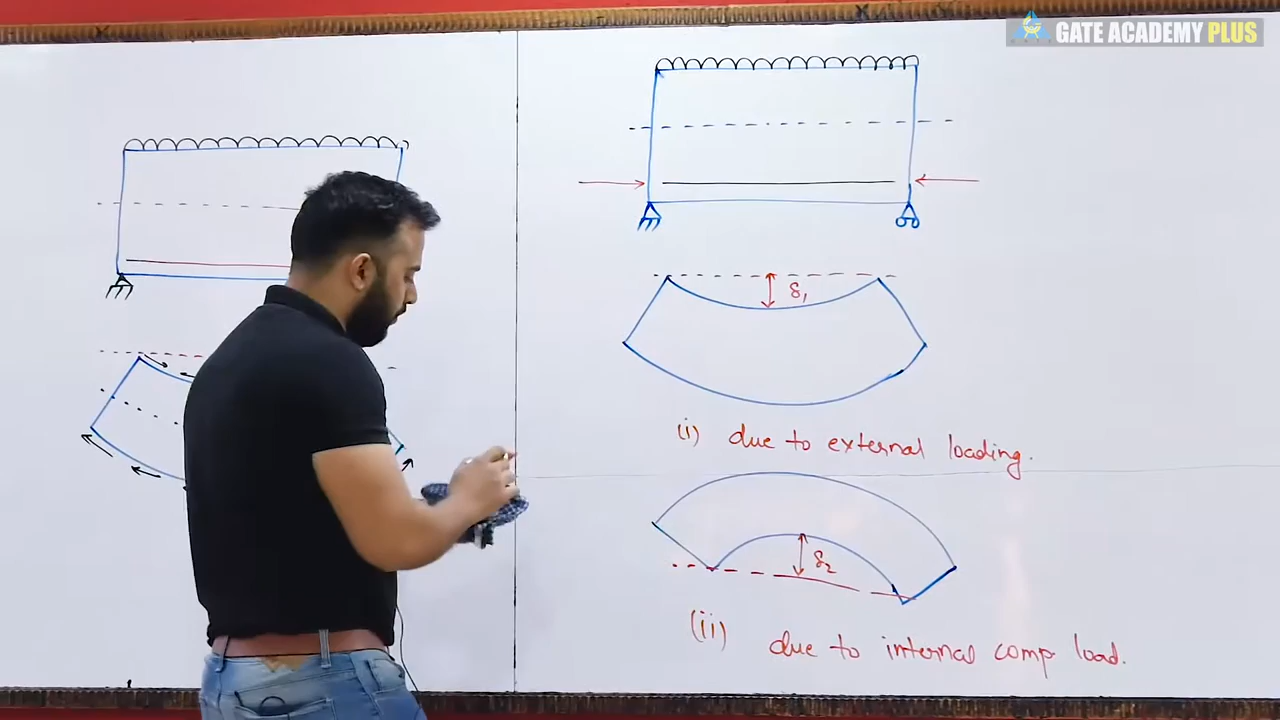 GATE ACADEMY PLUS
δ₁
(i) due to external loading.
δ₂
(ii) due to internal comp load.